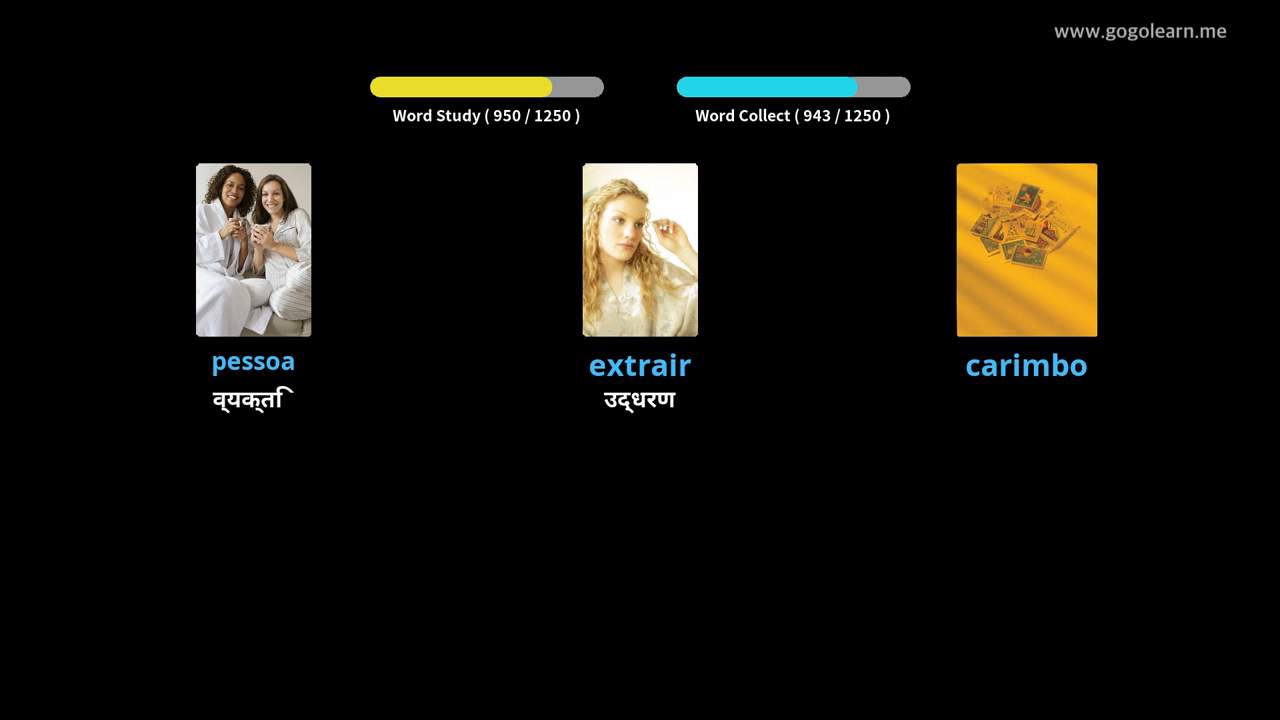 www.gogolearn.me
Word Study ( 950 / 1250 )
Word Collect ( 943 / 1250 )
pessoa
व्यक्ति
extrair
उद्धरण
carimbo